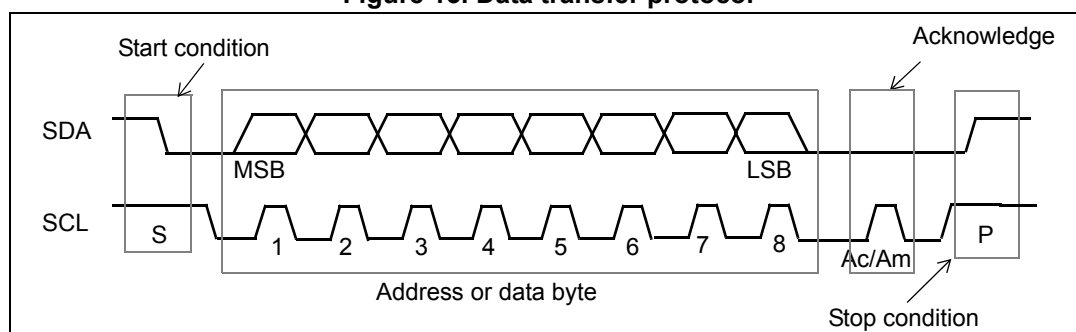 Figure 16. Data transfer protocol
Start condition
Acknowledge
SDA
MSB
LSB
SCL
S
1
2
3
4
5
6
7
8
Ac/Am
P
Address or data byte
Stop condition